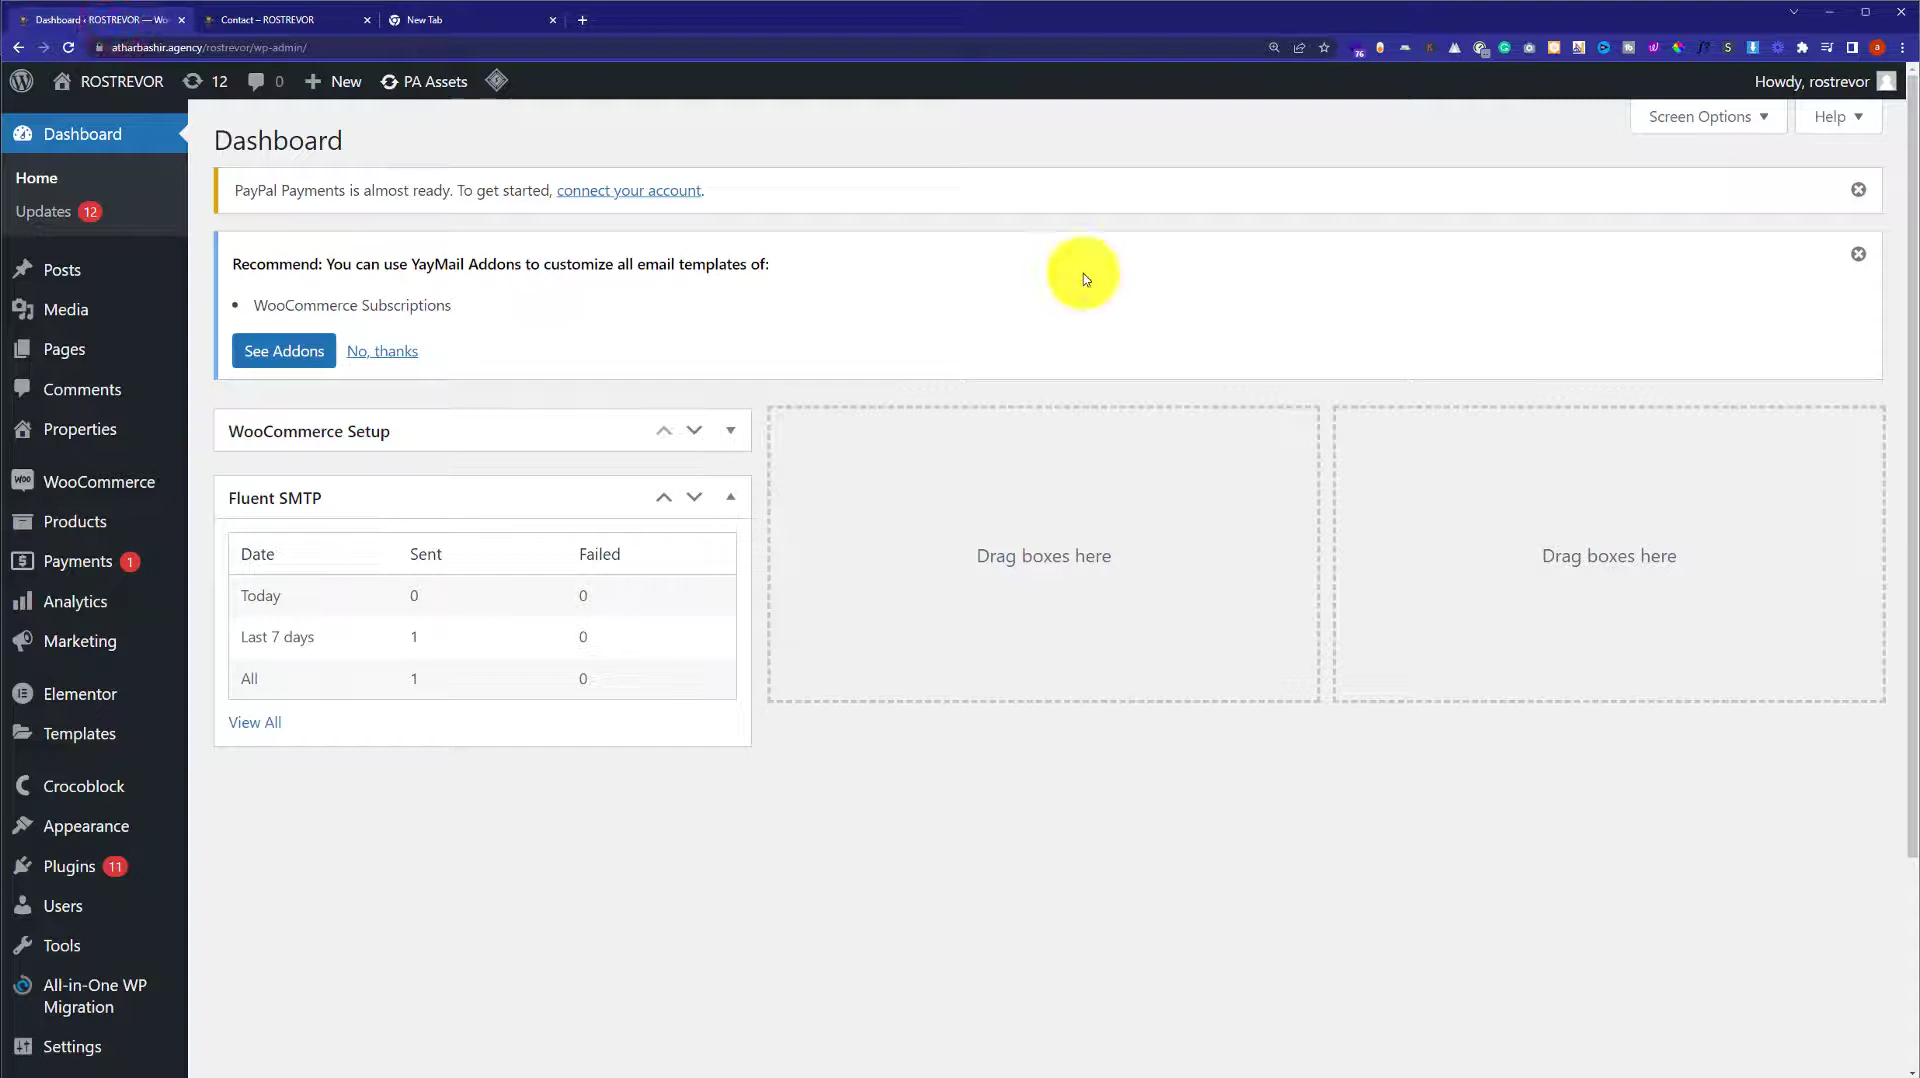 Dashboard ‹ ROSTREVOR — Wo
Contact – ROSTREVOR
New Tab
atharbashir.agency/rostrevor/wp-admin/
76
ROSTREVOR
12
0
New
PA Assets
Howdy, rostrevor
Dashboard
Home
Updates 12
Posts
Media
Pages
Comments
Properties
WooCommerce
Products
Payments 1
Analytics
Marketing
Elementor
Templates
Crocoblock
Appearance
Plugins 11
Users
Tools
All-in-One WP
Migration
Settings
Screen Options
Help
Dashboard
PayPal Payments is almost ready. To get started, connect your account.
Recommend: You can use YayMail Addons to customize all email templates of:
WooCommerce Subscriptions
See Addons
No, thanks
WooCommerce Setup
Fluent SMTP
Date Sent Failed
Today 0 0
Last 7 days 1 0
All 1 0
View All
Drag boxes here
Drag boxes here